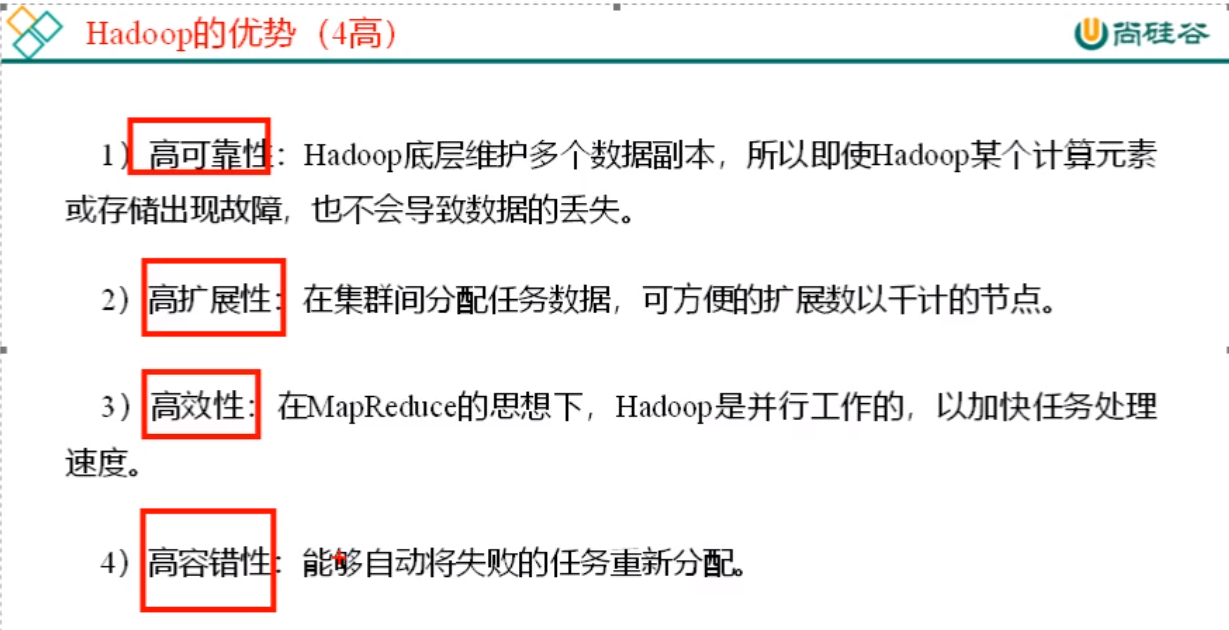 Hadoop的优势（4高）
尚硅谷
1）高可靠性：Hadoop底层维护多个数据副本，所以即使Hadoop某个计算元素
或存储出现故障，也不会导致数据的丢失。
2）高扩展性：在集群间分配任务数据，可方便的扩展数以千计的节点。
3）高效性：在MapReduce的思想下，Hadoop是并行工作的，以加快任务处理
速度。
4）高容错性：能够自动将失败的任务重新分配。